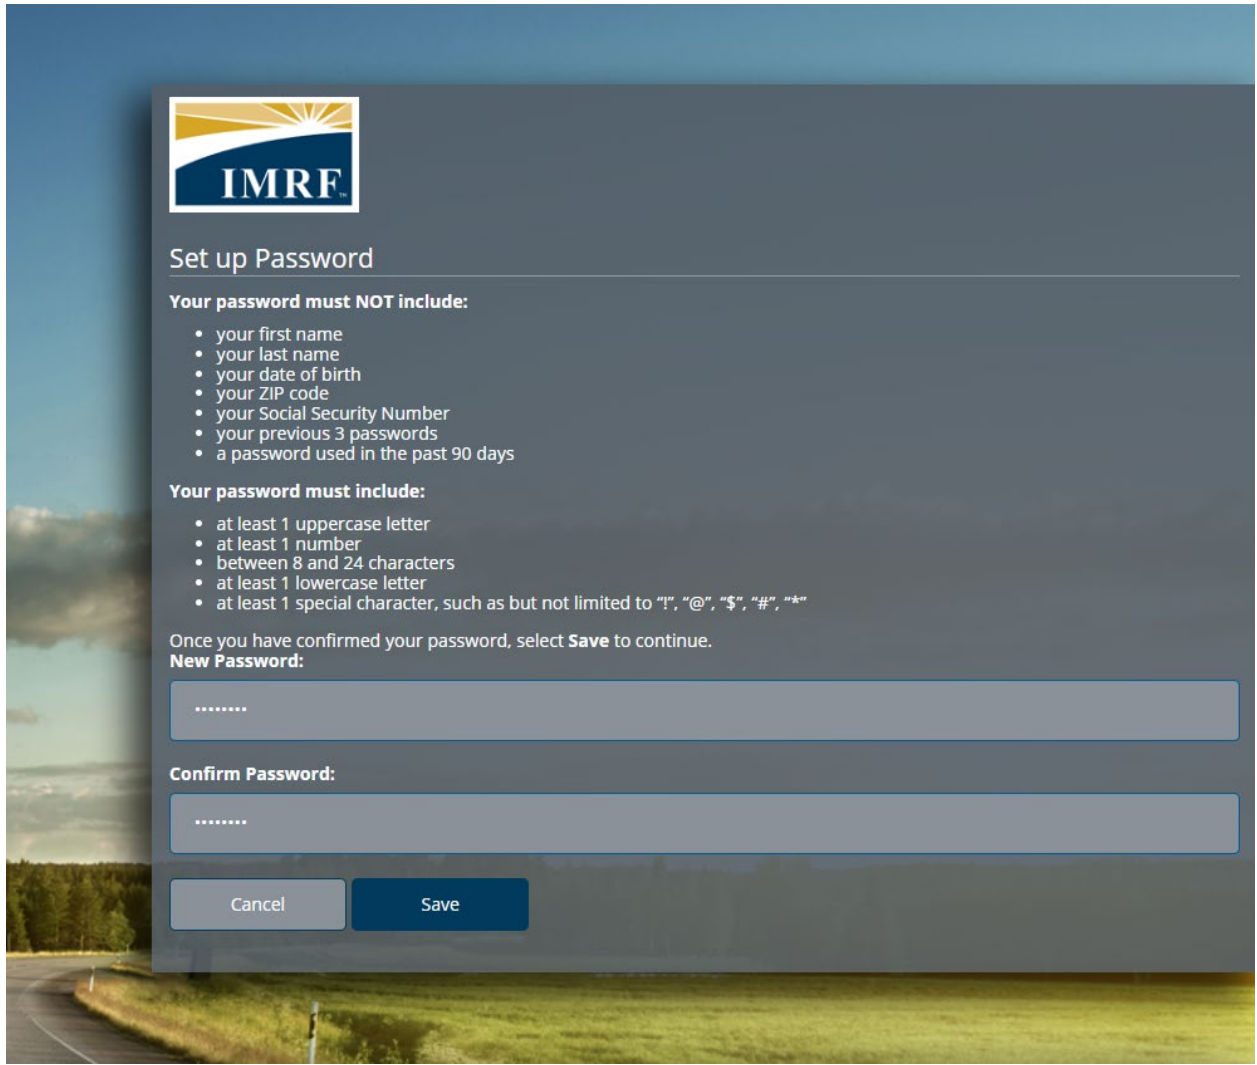 IMRF™
Set up Password
Your password must NOT include:
• your first name
• your last name
• your date of birth
• your ZIP code
• your Social Security Number
• your previous 3 passwords
• a password used in the past 90 days
Your password must include:
• at least 1 uppercase letter
• at least 1 number
• between 8 and 24 characters
• at least 1 lowercase letter
• at least 1 special character, such as but not limited to “!”, “@”, “$”, “#”, “*”
Once you have confirmed your password, select Save to continue.
New Password:
••••••••
Confirm Password:
••••••••
Cancel Save